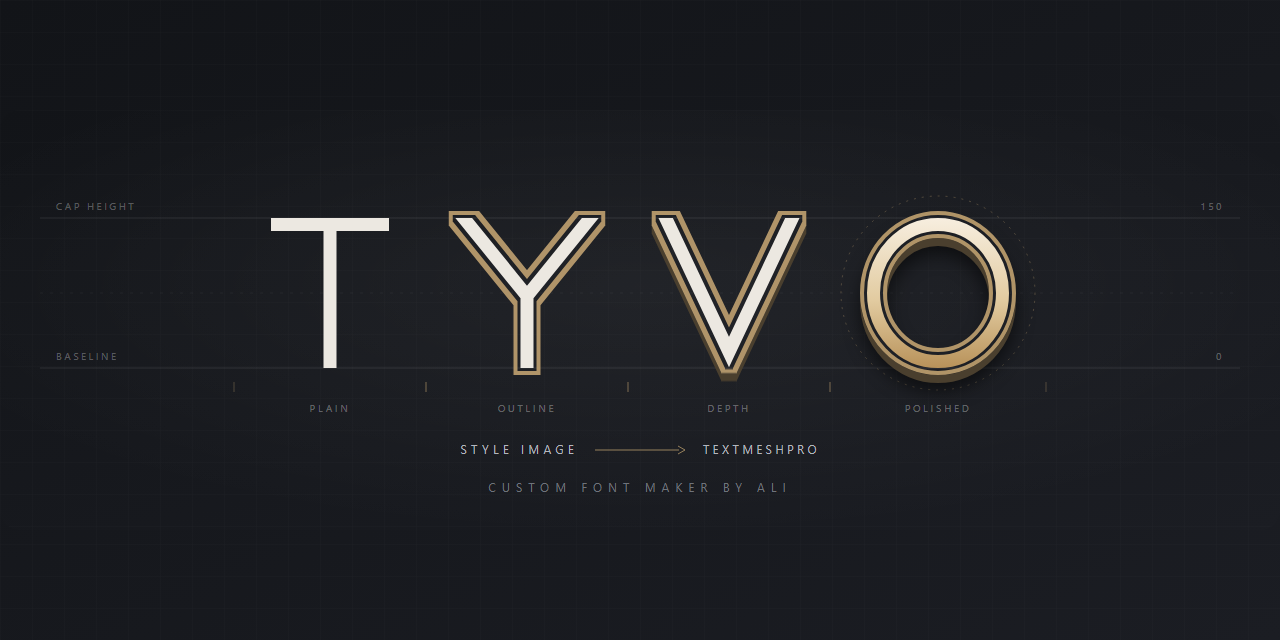 CAP HEIGHT 150
TYVO
BASELINE 0
PLAIN OUTLINE DEPTH POLISHED
STYLE IMAGE TEXTMESHPRO
CUSTOM FONT MAKER BY ALI